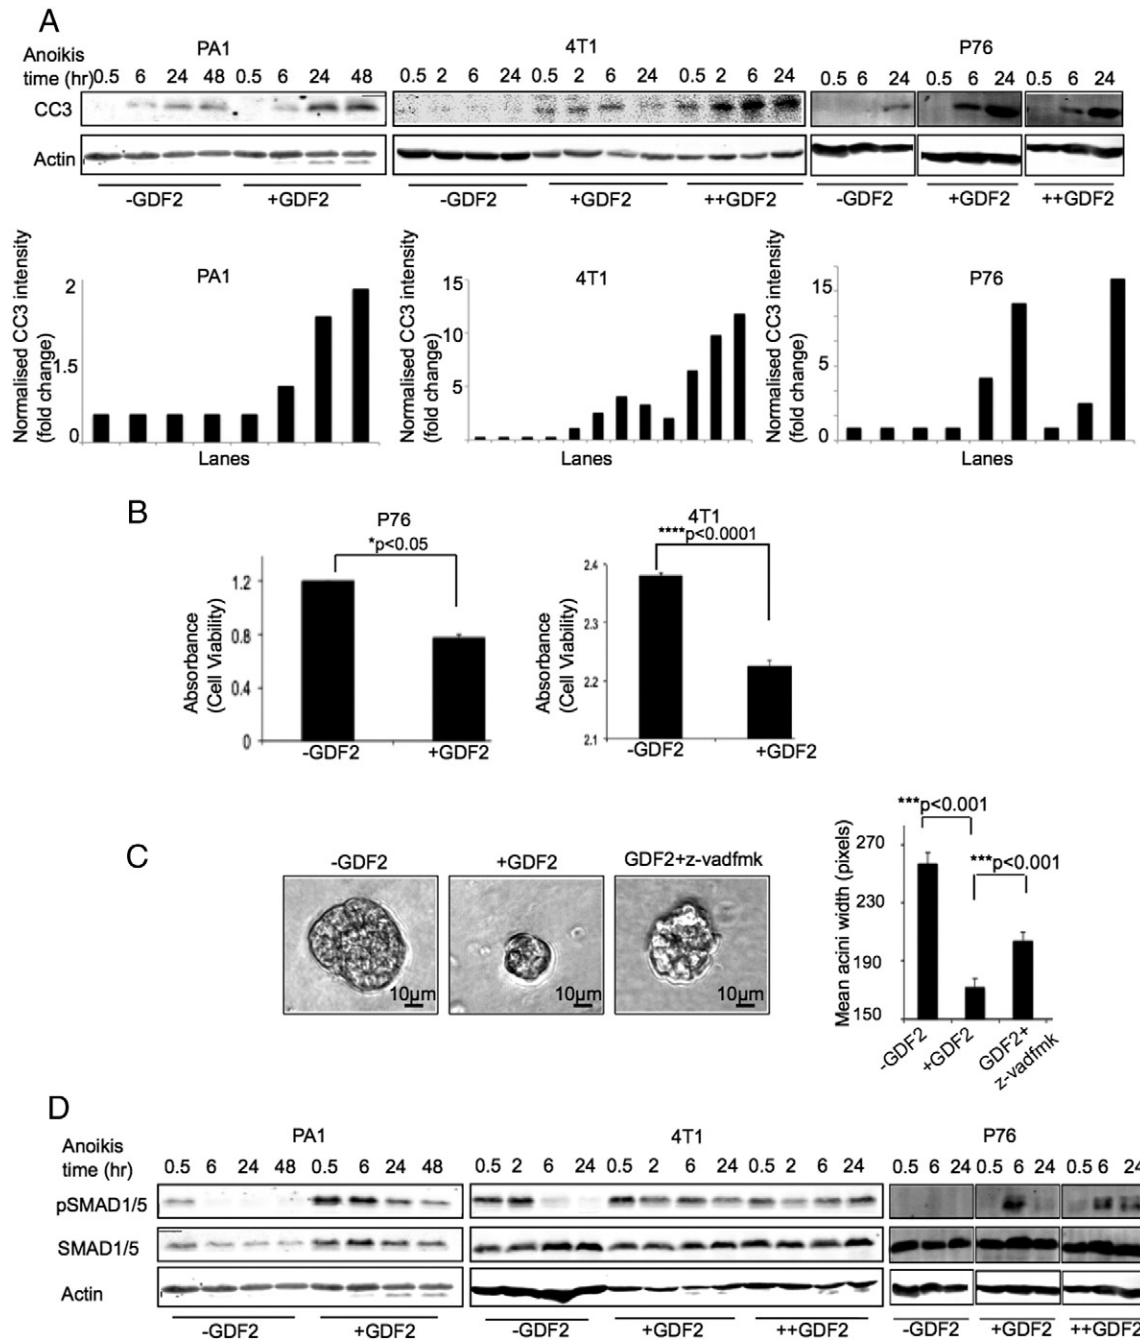 A
PA1 4T1 P76
Anoikis
time (hr) 0.5 6 24 48 0.5 6 24 48 0.5 2 6 24 0.5 2 6 24 0.5 2 6 24 0.5 6 24 0.5 6 24 0.5 6 24
CC3
Actin
-GDF2 +GDF2 -GDF2 +GDF2 ++GDF2 -GDF2 +GDF2 ++GDF2
Normalised CC3 intensity
(fold change)
PA1
2
1.5
0
Lanes
Normalised CC3 intensity
(fold change)
4T1
15
10
5
Lanes
Normalised CC3 intensity
(fold change)
P76
15
5
0
Lanes
B
P76
*p<0.05
Absorbance
(Cell Viability)
1.2
0.8
0.4
0
-GDF2 +GDF2
4T1
****p<0.0001
Absorbance
(Cell Viability)
2.4
2.3
2.2
2.1
-GDF2 +GDF2
C
-GDF2 +GDF2 GDF2+z-vadfmk
10µm 10µm 10µm
***p<0.001
***p<0.001
Mean acini width (pixels)
270
230
190
150
-GDF2 +GDF2 GDF2+
z-vadfmk
D
PA1 4T1 P76
Anoikis
time (hr) 0.5 6 24 48 0.5 6 24 48 0.5 2 6 24 0.5 2 6 24 0.5 2 6 24 0.5 6 24 0.5 6 24 0.5 6 24
pSMAD1/5
SMAD1/5
Actin
-GDF2 +GDF2 -GDF2 +GDF2 ++GDF2 -GDF2 +GDF2 ++GDF2